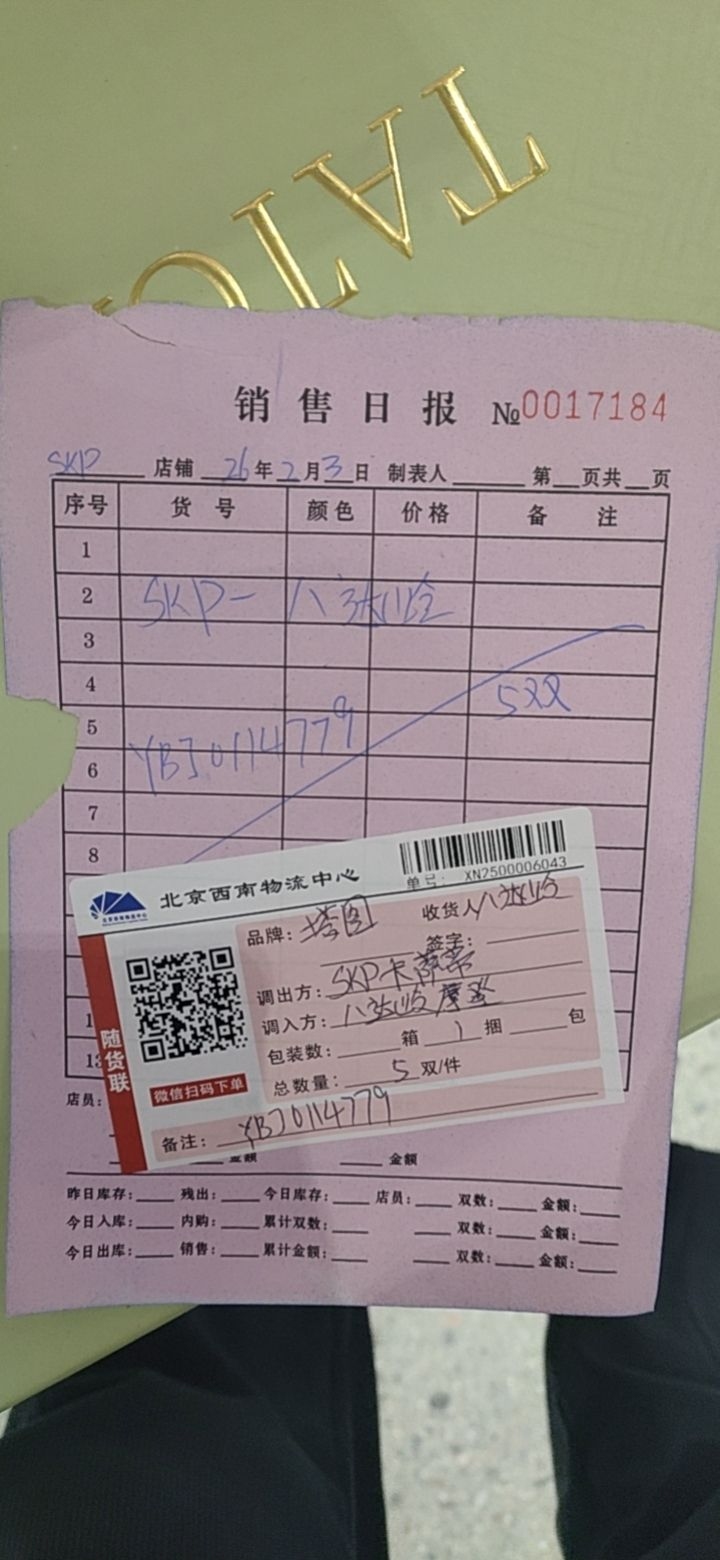 TATO
销售日报 №0017184
SKP 店铺 26年2月3日 制表人 第 页共 页
序号 货号 颜色 价格 备注
1
2 SKP-八达岭
3
4 5双
5
6 YBJ0114779
7
8
单号: XN2500006043
北京西南物流中心
品牌: 塔图 收货人 八达岭
签字:
调出方: SKP卡蒂
调入方: 八达岭
包装数: 箱 1 捆 包
总数量: 5 双/件
随货联
微信扫码下单
备注: YBJ0114779
13
店员:
金额 金额
昨日库存: 残出: 今日库存: 店员: 双数: 金额:
今日入库: 内购: 累计双数: 双数: 金额:
今日出库: 销售: 累计金额: 双数: 金额: